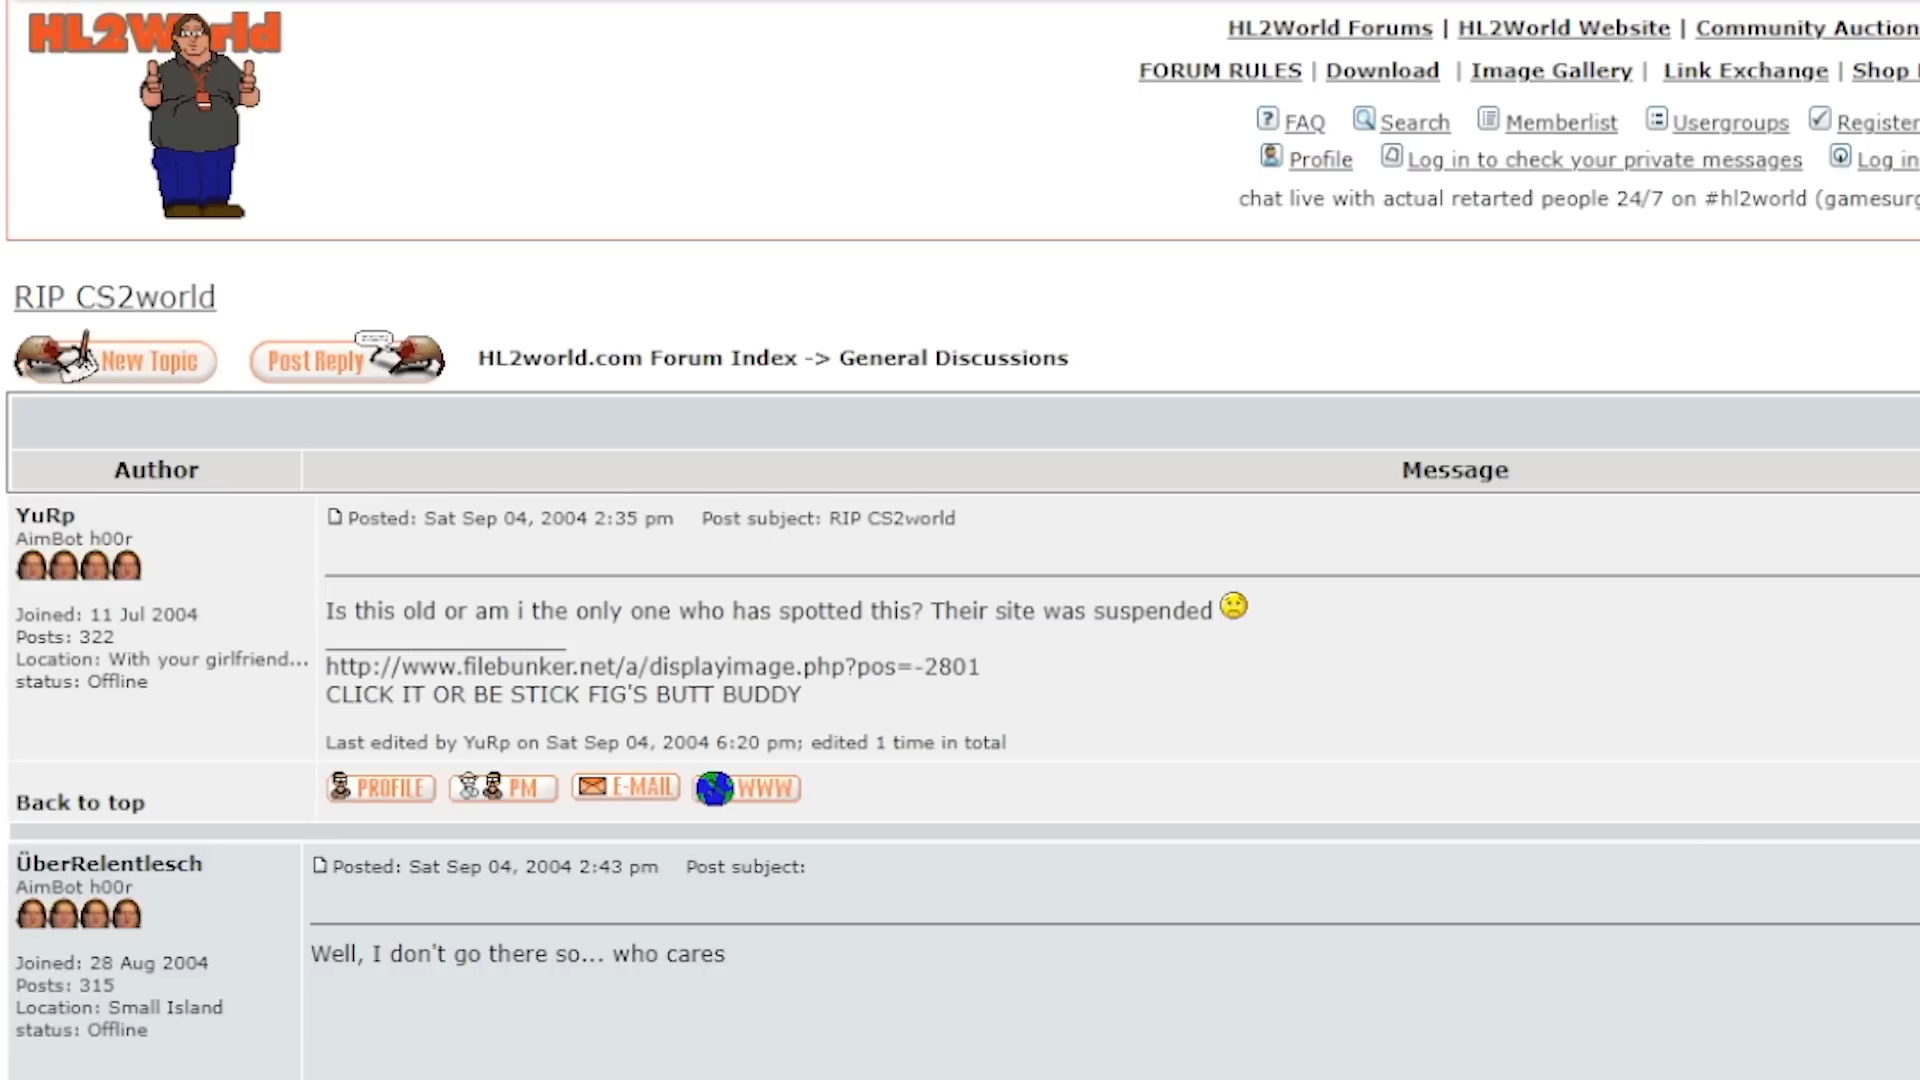 HL2World
HL2World Forums | HL2World Website | Community Auction
FORUM RULES | Download | Image Gallery | Link Exchange | Shop
FAQ Search Memberlist Usergroups Register
Profile Log in to check your private messages Log in
chat live with actual retarted people 24/7 on #hl2world (gamesurg
RIP CS2world
New Topic Post Reply HL2world.com Forum Index -> General Discussions
Author Message
YuRp
AimBot h00r
Joined: 11 Jul 2004
Posts: 322
Location: With your girlfriend...
status: Offline
Posted: Sat Sep 04, 2004 2:35 pm Post subject: RIP CS2world
Is this old or am i the only one who has spotted this? Their site was suspended
http://www.filebunker.net/a/displayimage.php?pos=-2801
CLICK IT OR BE STICK FIG'S BUTT BUDDY
Last edited by YuRp on Sat Sep 04, 2004 6:20 pm; edited 1 time in total
Back to top
PROFILE PM E-MAIL WWW
ÜberRelentlesch
AimBot h00r
Joined: 28 Aug 2004
Posts: 315
Location: Small Island
status: Offline
Posted: Sat Sep 04, 2004 2:43 pm Post subject:
Well, I don't go there so... who cares